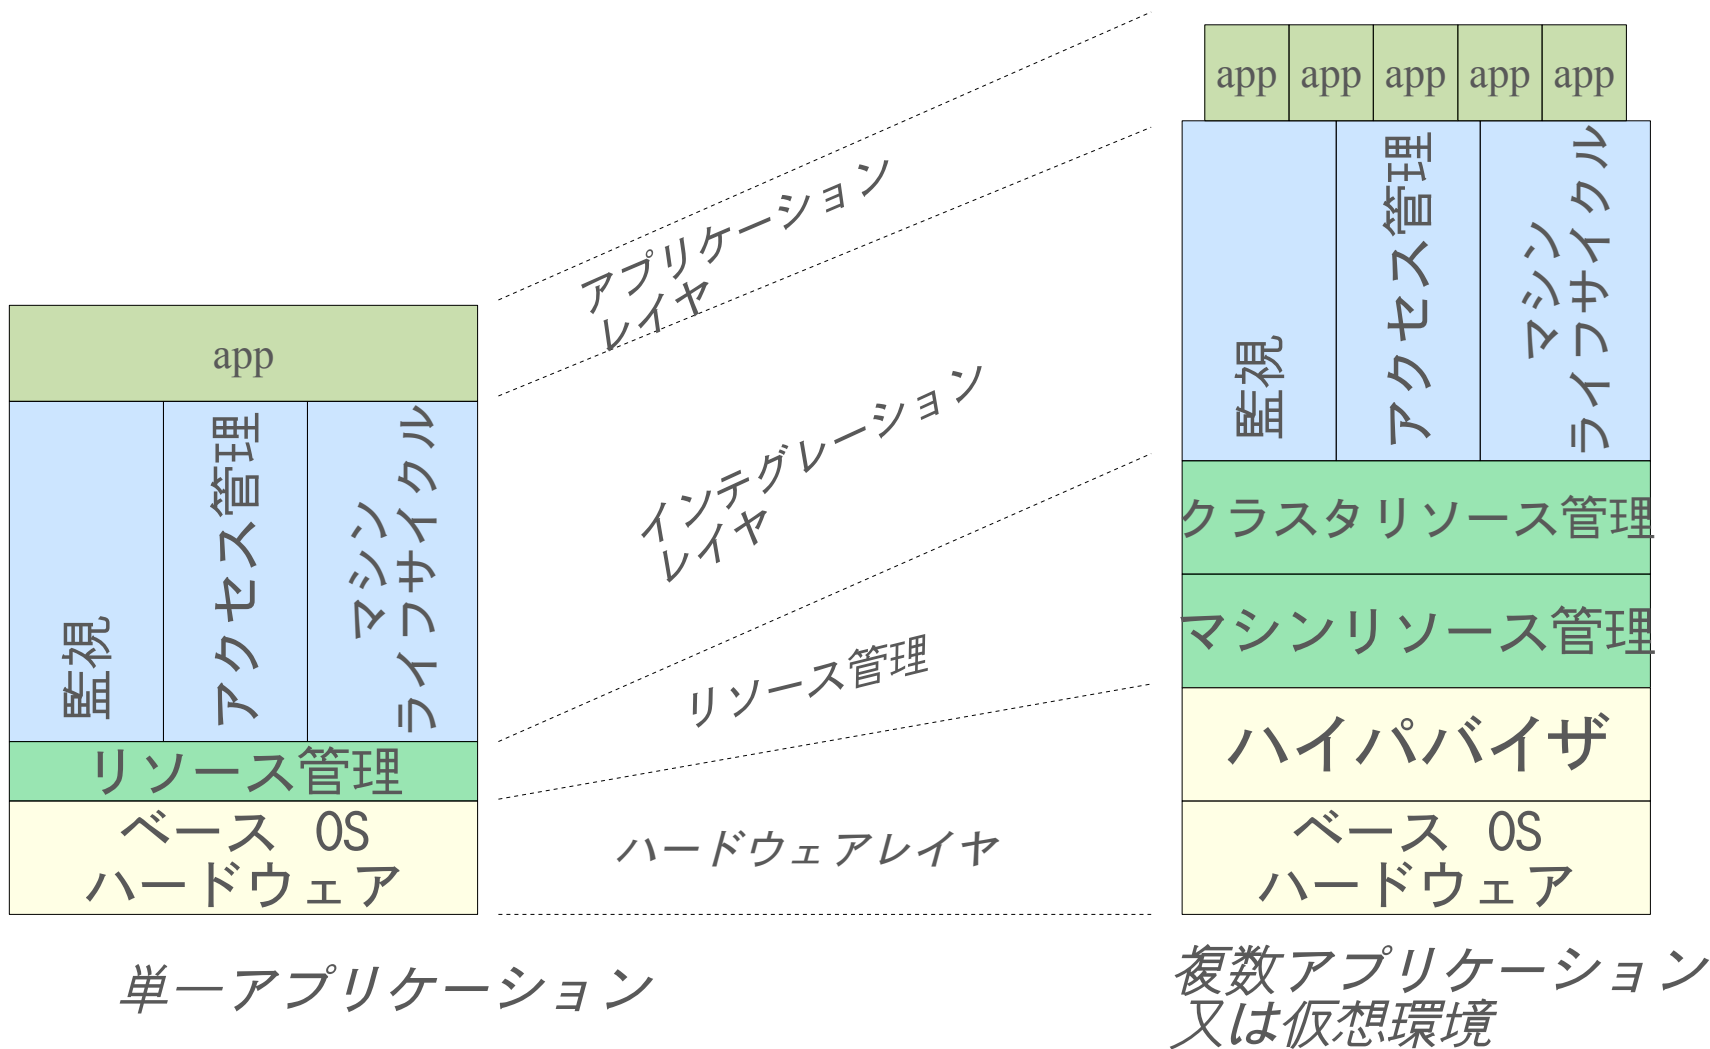 app
監視
アクセス管理
マシン
ライフサイクル
リソース管理
ベース OS
ハードウェア
単一アプリケーション
アプリケーション
レイヤ
インテグレーション
レイヤ
リソース管理
ハードウェアレイヤ
app app app app app
監視
アクセス管理
マシン
ライフサイクル
クラスタリソース管理
マシンリソース管理
ハイパバイザ
ベース OS
ハードウェア
複数アプリケーション
又は仮想環境